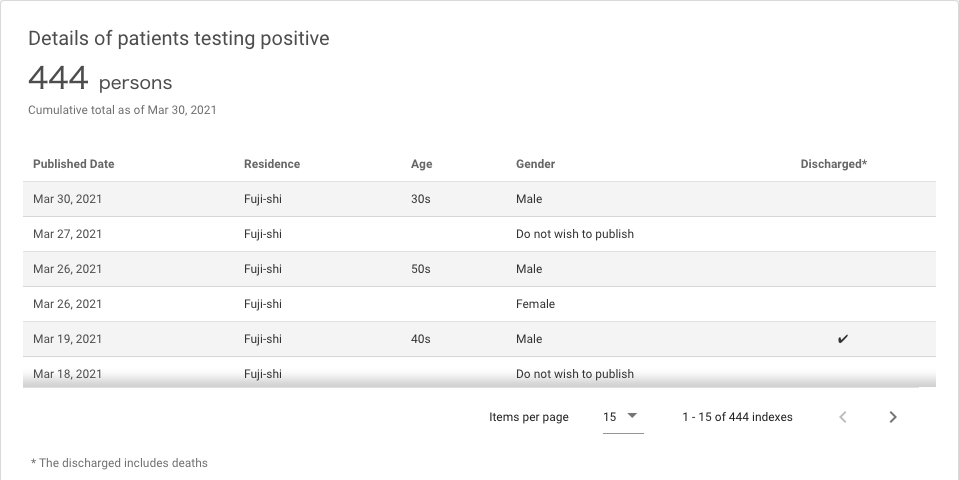 Details of patients testing positive
444 persons
Cumulative total as of Mar 30, 2021
Published Date Residence Age Gender Discharged*
Mar 30, 2021 Fuji-shi 30s Male
Mar 27, 2021 Fuji-shi Do not wish to publish
Mar 26, 2021 Fuji-shi 50s Male
Mar 26, 2021 Fuji-shi Female
Mar 19, 2021 Fuji-shi 40s Male ✔
Mar 18, 2021 Fuji-shi Do not wish to publish
Items per page 15 1 - 15 of 444 indexes
* The discharged includes deaths